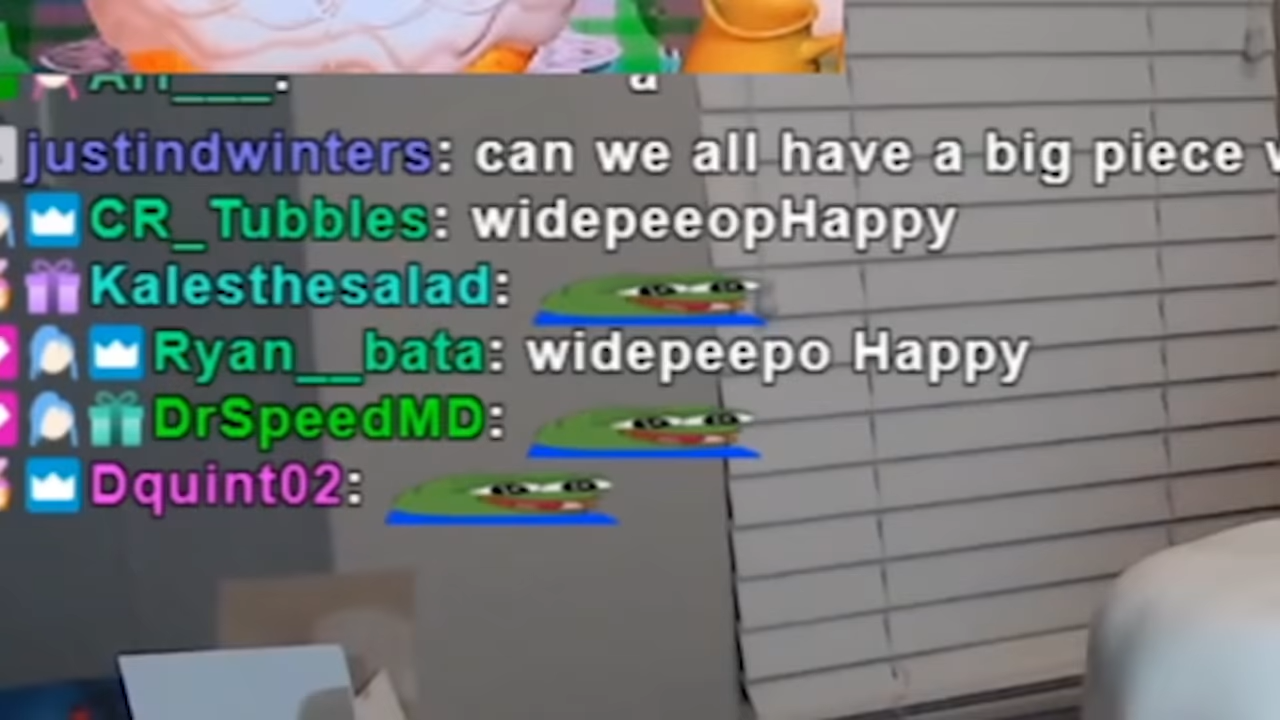 justindwinters: can we all have a big piece
CR_Tubbles: widepeeopHappy
Kalesthesalad:
Ryan__bata: widepeepo Happy
DrSpeedMD:
Dquint02: